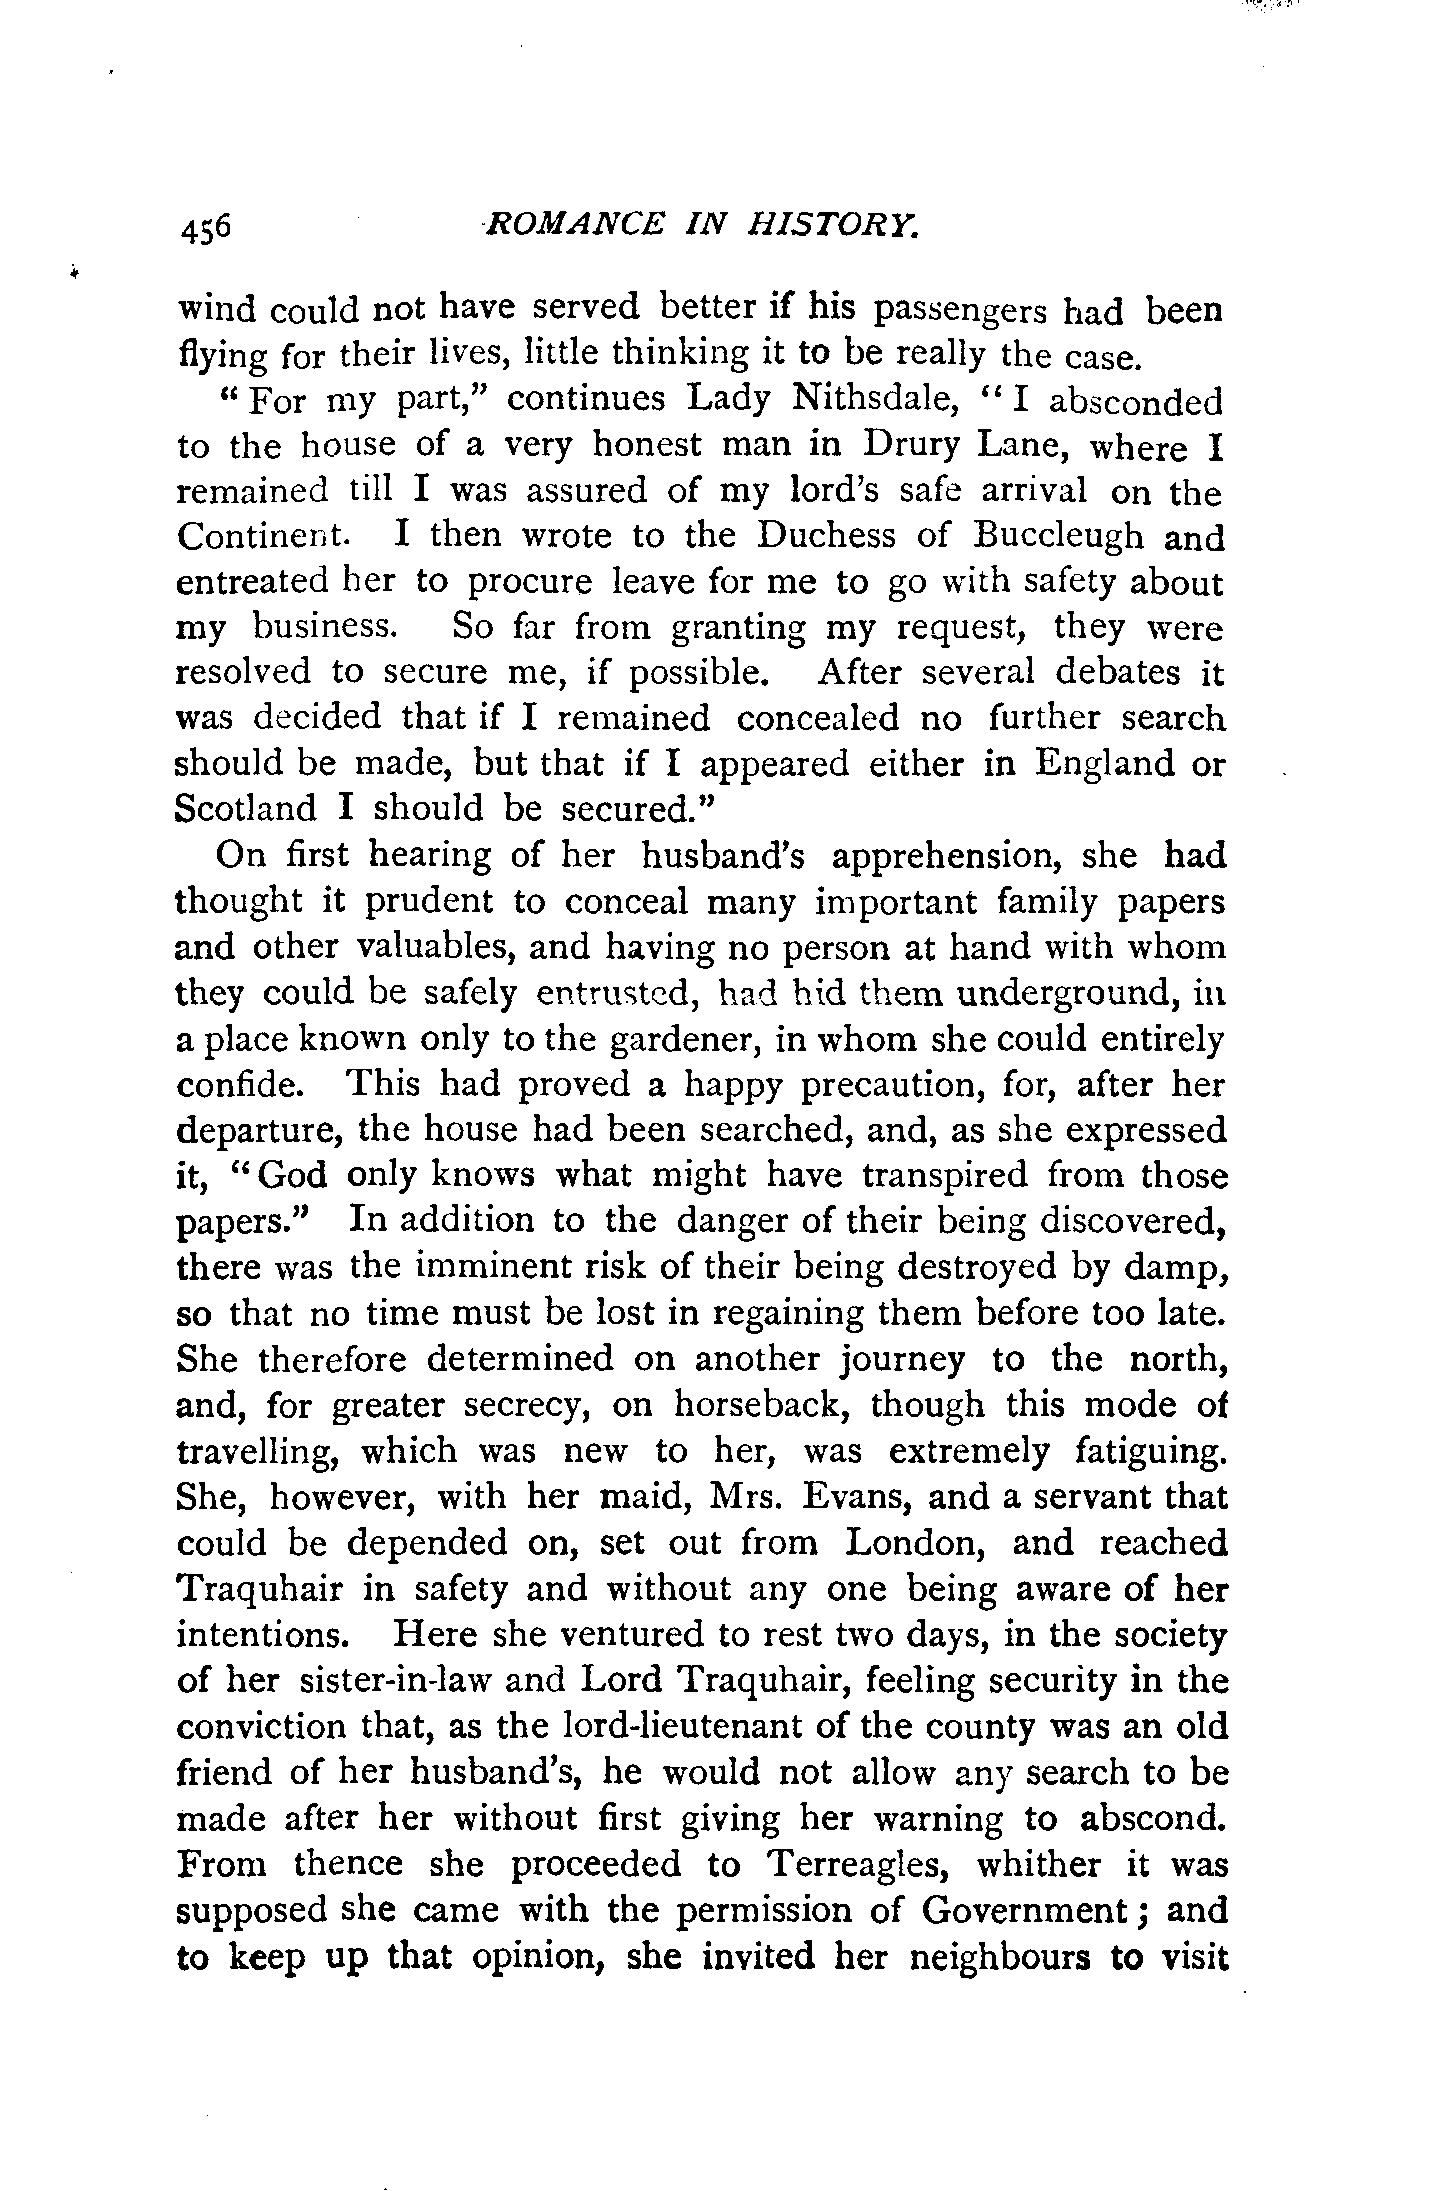 456 ROMANCE IN HISTORY.
wind could not have served better if his passengers had been
flying for their lives, little thinking it to be really the case.
“ For my part,” continues Lady Nithsdale, “ I absconded
to the house of a very honest man in Drury Lane, where I
remained till I was assured of my lord’s safe arrival on the
Continent. I then wrote to the Duchess of Buccleugh and
entreated her to procure leave for me to go with safety about
my business. So far from granting my request, they were
resolved to secure me, if possible. After several debates it
was decided that if I remained concealed no further search
should be made, but that if I appeared either in England or
Scotland I should be secured.”
On first hearing of her husband’s apprehension, she had
thought it prudent to conceal many important family papers
and other valuables, and having no person at hand with whom
they could be safely entrusted, had hid them underground, in
a place known only to the gardener, in whom she could entirely
confide. This had proved a happy precaution, for, after her
departure, the house had been searched, and, as she expressed
it, “ God only knows what might have transpired from those
papers.” In addition to the danger of their being discovered,
there was the imminent risk of their being destroyed by damp,
so that no time must be lost in regaining them before too late.
She therefore determined on another journey to the north,
and, for greater secrecy, on horseback, though this mode of
travelling, which was new to her, was extremely fatiguing.
She, however, with her maid, Mrs. Evans, and a servant that
could be depended on, set out from London, and reached
Traquhair in safety and without any one being aware of her
intentions. Here she ventured to rest two days, in the society
of her sister-in-law and Lord Traquhair, feeling security in the
conviction that, as the lord-lieutenant of the county was an old
friend of her husband’s, he would not allow any search to be
made after her without first giving her warning to abscond.
From thence she proceeded to Terreagles, whither it was
supposed she came with the permission of Government ; and
to keep up that opinion, she invited her neighbours to visit